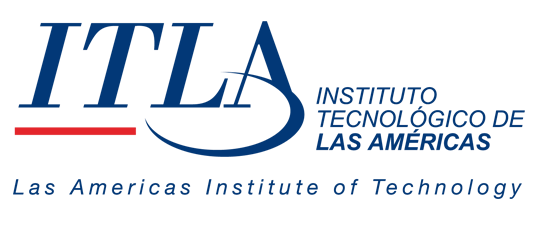 ITLA
INSTITUTO
TECNOLÓGICO DE
LAS AMÉRICAS
Las Americas Institute of Technology